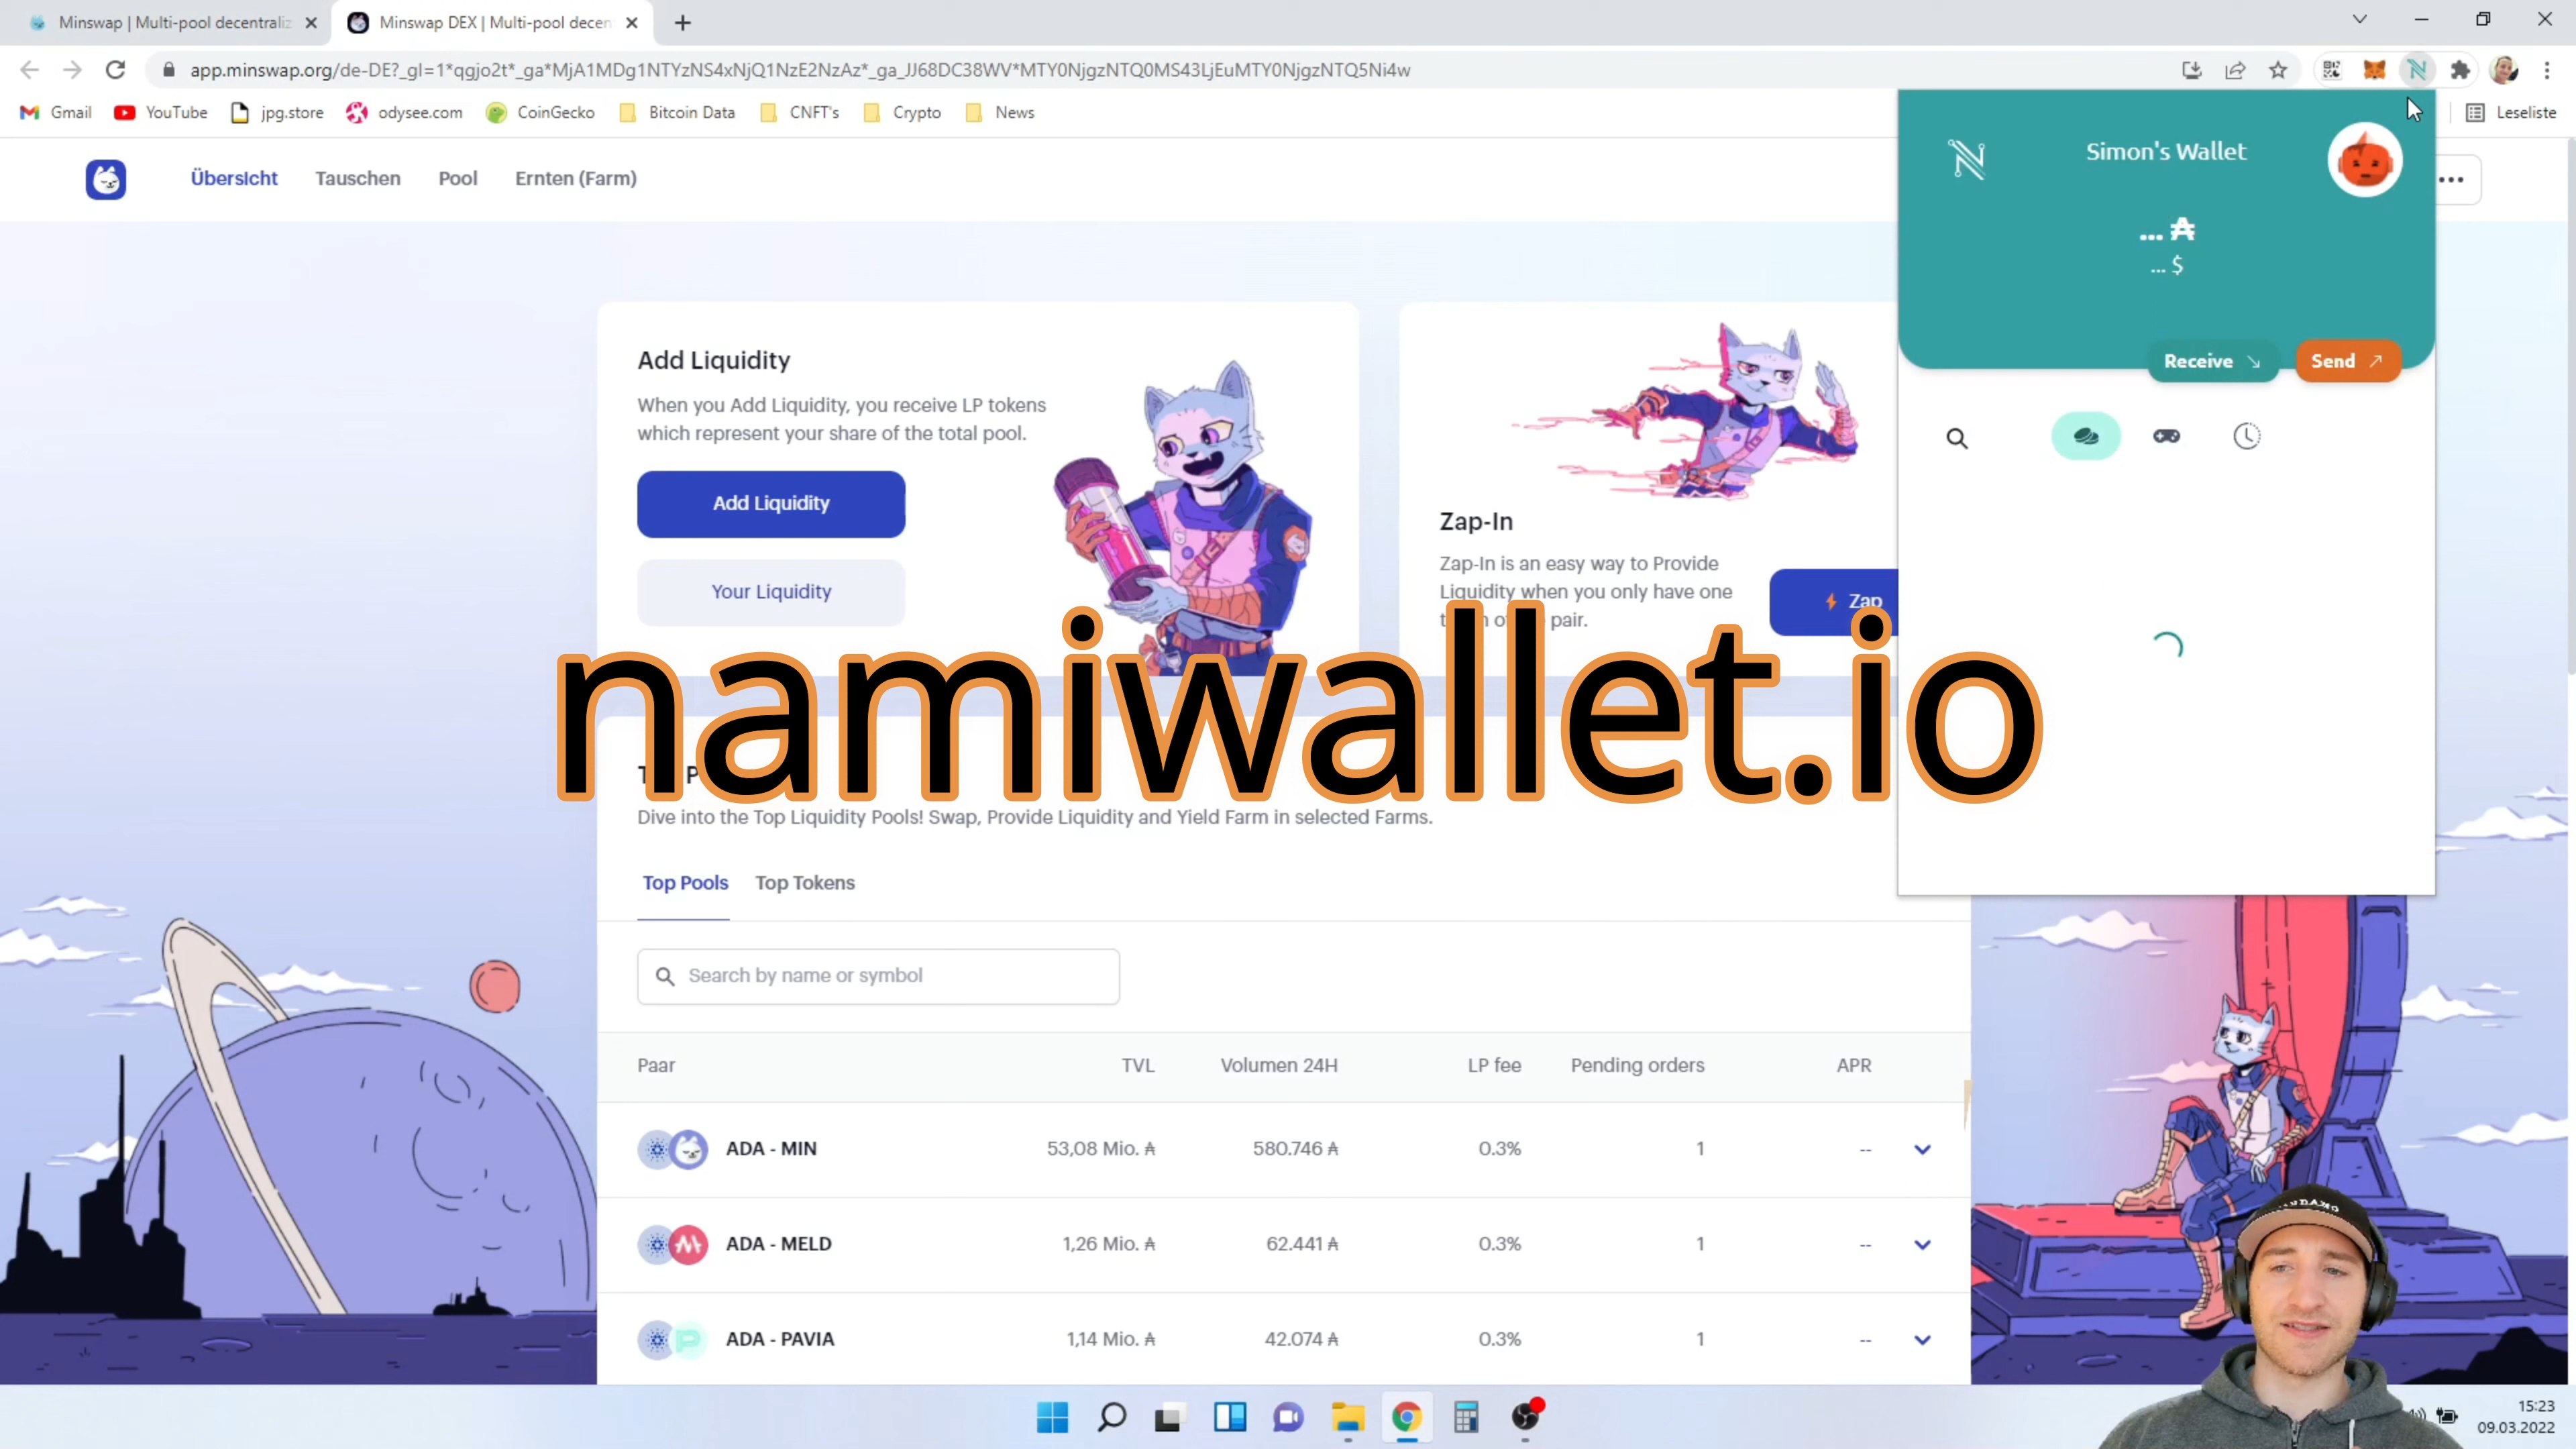 Minswap | Multi-pool decentraliz
Minswap DEX | Multi-pool decen
app.minswap.org/de-DE?_gl=1*qgjo2t*_ga*MjA1MDg1NTYzNS4xNjQ1NzE2NzAz*_ga_JJ68DC38WV*MTY0NjgzNTQ0MS43LjEuMTY0NjgzNTQ5Ni4w
Gmail
YouTube
jpg.store
odysee.com
CoinGecko
Bitcoin Data
CNFT's
Crypto
News
Leseliste
Übersicht
Tauschen
Pool
Ernten (Farm)
Simon's Wallet
... ₳
... $
Receive
Send
Add Liquidity
When you Add Liquidity, you receive LP tokens
which represent your share of the total pool.
Add Liquidity
Your Liquidity
Zap-In
Zap-In is an easy way to Provide
Liquidity when you only have one
pair.
Zap
namiwallet.io
Dive into the Top Liquidity Pools! Swap, Provide Liquidity and Yield Farm in selected Farms.
Top Pools
Top Tokens
Search by name or symbol
Paar TVL Volumen 24H LP fee Pending orders APR
ADA - MIN 53,08 Mio. ₳ 580.746 ₳ 0.3% 1 --
ADA - MELD 1,26 Mio. ₳ 62.441 ₳ 0.3% 1 --
ADA - PAVIA 1,14 Mio. ₳ 42.074 ₳ 0.3% 1 --
15:23
09.03.2022